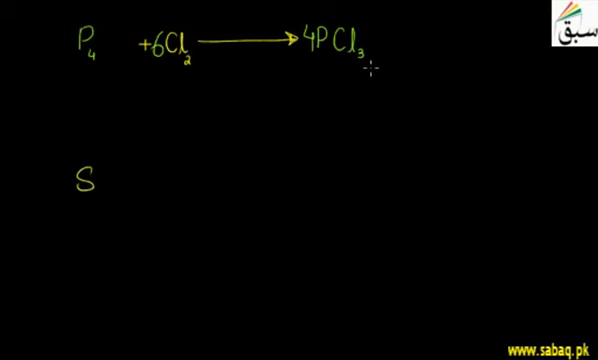 P₄ + 6Cl₂ ⟶ 4PCl₃
سبق
S
www.sabaq.pk